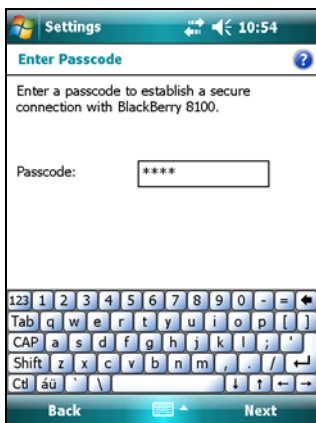 Settings 10:54
Enter Passcode ?
Enter a passcode to establish a secure
connection with BlackBerry 8100.
Passcode: ****
123 1 2 3 4 5 6 7 8 9 0 - =
Tab q w e r t y u i o p [ ]
CAP a s d f g h j k l ; '
Shift z x c v b n m , . /
Ctl áü ` \
Back Next